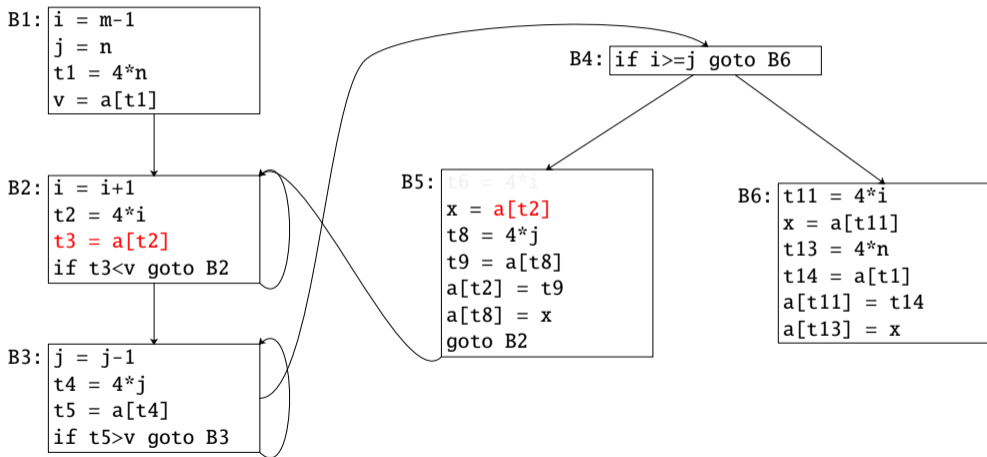 B1:
i = m-1
j = n
t1 = 4*n
v = a[t1]
B2:
i = i+1
t2 = 4*i
t3 = a[t2]
if t3<v goto B2
B3:
j = j-1
t4 = 4*j
t5 = a[t4]
if t5>v goto B3
B4:
if i>=j goto B6
B5:
t6 = 4*i
x = a[t2]
t8 = 4*j
t9 = a[t8]
a[t2] = t9
a[t8] = x
goto B2
B6:
t11 = 4*i
x = a[t11]
t13 = 4*n
t14 = a[t1]
a[t11] = t14
a[t13] = x